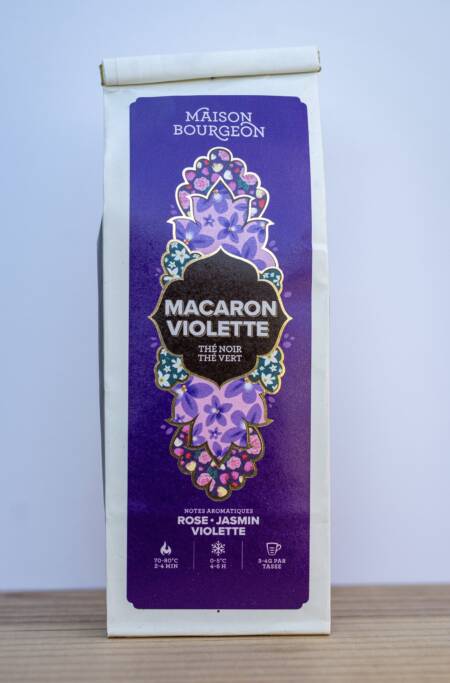 MAISON
BOURGEON
MACARON
VIOLETTE
THÉ NOIR
THÉ VERT
NOTES AROMATIQUES
ROSE • JASMIN
VIOLETTE
70-80°C
2-4 MIN
0-5°C
4-6 H
3-4G PAR
TASSE